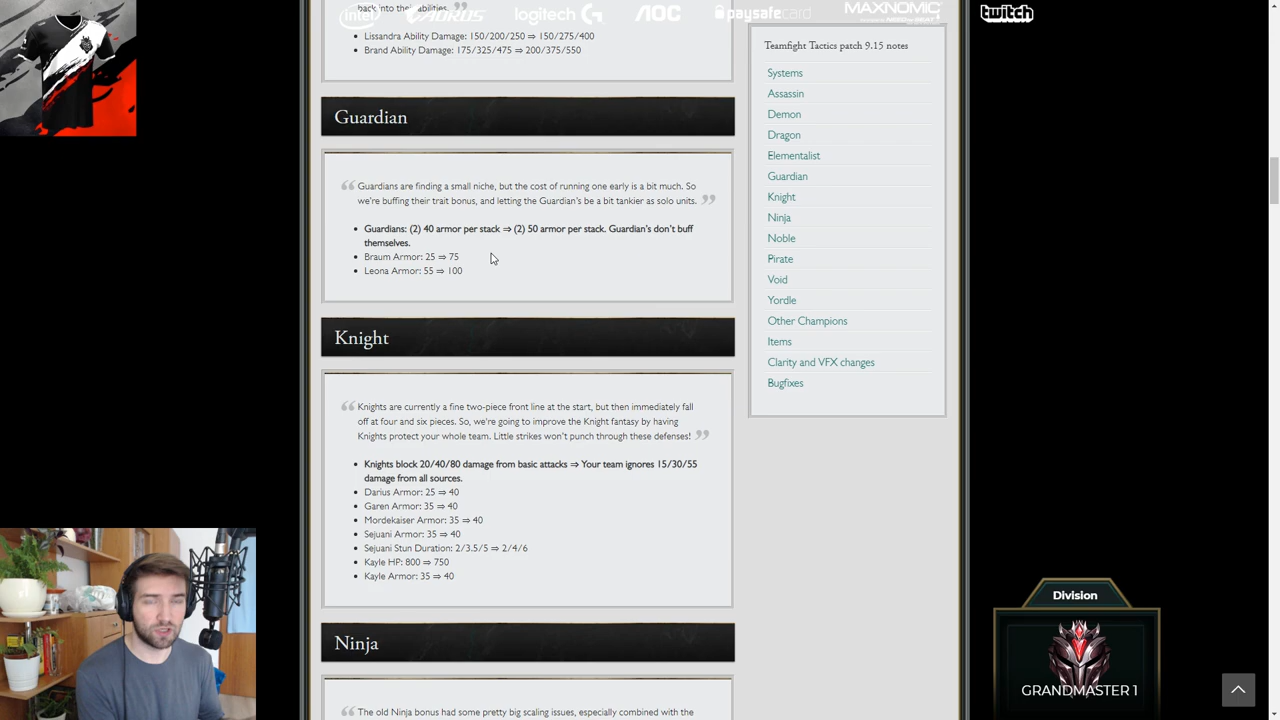 back into their abilities.
intel AORUS logitech G AOC paysafecard MAXNOMIC twitch
Lissandra Ability Damage: 150/200/250 ⇒ 150/275/400
Brand Ability Damage: 175/325/475 ⇒ 200/375/550
Guardian
Guardians are finding a small niche, but the cost of running one early is a bit much. So
we're buffing their trait bonus, and letting the Guardian's be a bit tankier as solo units.
Guardians: (2) 40 armor per stack ⇒ (2) 50 armor per stack. Guardian's don't buff
themselves.
Braum Armor: 25 ⇒ 75
Leona Armor: 55 ⇒ 100
Knight
Knights are currently a fine two-piece front line at the start, but then immediately fall
off at four and six pieces. So, we're going to improve the Knight fantasy by having
Knights protect your whole team. Little strikes won't punch through these defenses!
Knights block 20/40/80 damage from basic attacks ⇒ Your team ignores 15/30/55
damage from all sources.
Darius Armor: 25 ⇒ 40
Garen Armor: 35 ⇒ 40
Mordekaiser Armor: 35 ⇒ 40
Sejuani Armor: 35 ⇒ 40
Sejuani Stun Duration: 2/3.5/5 ⇒ 2/4/6
Kayle HP: 800 ⇒ 750
Kayle Armor: 35 ⇒ 40
Ninja
The old Ninja bonus had some pretty big scaling issues, especially combined with the
Teamfight Tactics patch 9.15 notes
Systems
Assassin
Demon
Dragon
Elementalist
Guardian
Knight
Ninja
Noble
Pirate
Void
Yordle
Other Champions
Items
Clarity and VFX changes
Bugfixes
Division
GRANDMASTER 1